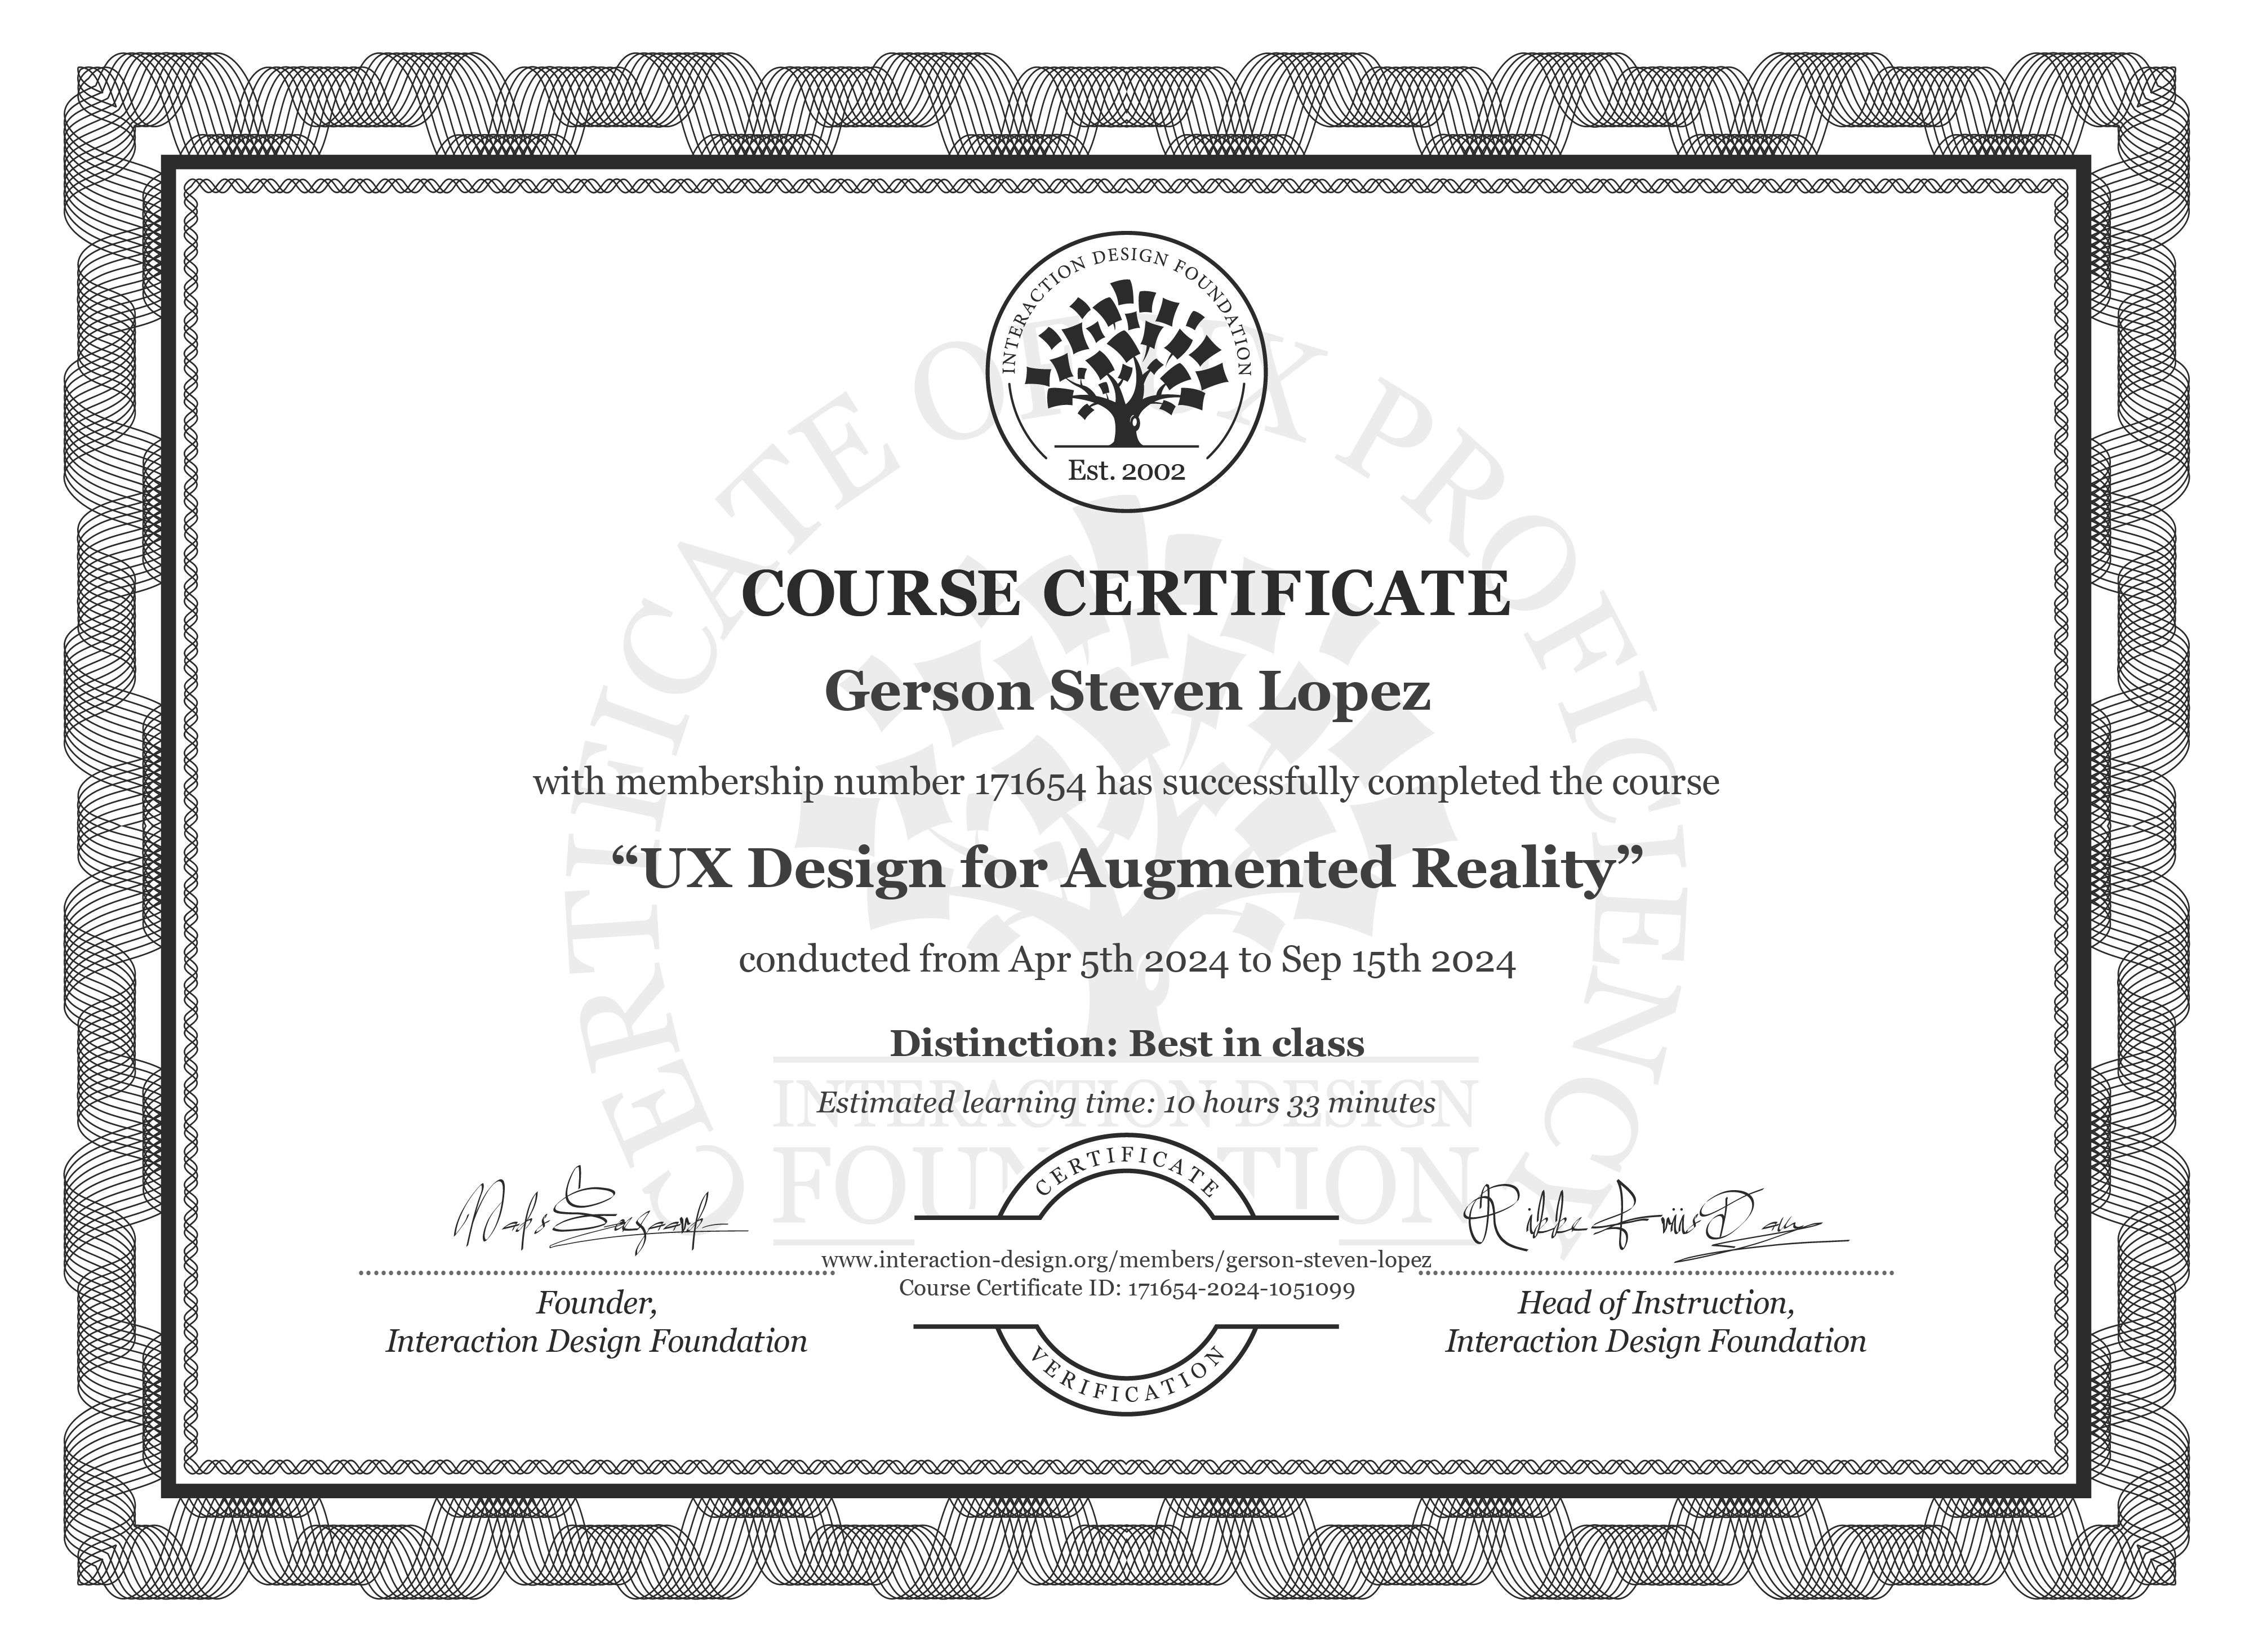 INTERACTION DESIGN FOUNDATION
Est. 2002
CERTIFICATE OF UX PROFICIENCY
COURSE CERTIFICATE
Gerson Steven Lopez
with membership number 171654 has successfully completed the course
“UX Design for Augmented Reality”
conducted from Apr 5th 2024 to Sep 15th 2024
Distinction: Best in class
INTERACTION DESIGN
FOUNDATION
Estimated learning time: 10 hours 33 minutes
CERTIFICATE
www.interaction-design.org/members/gerson-steven-lopez
Course Certificate ID: 171654-2024-1051099
VERIFICATION
Mads Soegaard
Founder,
Interaction Design Foundation
Rikke Friis Dam
Head of Instruction,
Interaction Design Foundation